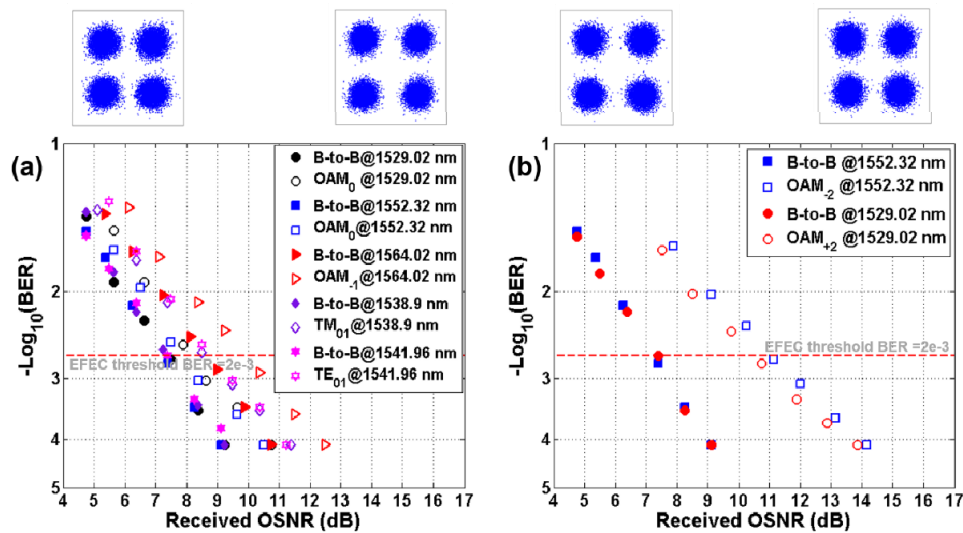 (a)
-Log10(BER)
1
2
3
4
5
EFEC threshold BER =2e-3
B-to-B@1529.02 nm
OAM0 @1529.02 nm
B-to-B@1552.32 nm
OAM0@1552.32 nm
B-to-B@1564.02 nm
OAM-1@1564.02 nm
B-to-B@1538.9 nm
TM01@1538.9 nm
B-to-B@1541.96 nm
TE01@1541.96 nm
4 5 6 7 8 9 10 11 12 13 14 15 16 17
Received OSNR (dB)
(b)
-Log10(BER)
1
2
3
4
5
B-to-B @1552.32 nm
OAM-2 @1552.32 nm
B-to-B @1529.02 nm
OAM+2 @1529.02 nm
EFEC threshold BER =2e-3
4 5 6 7 8 9 10 11 12 13 14 15 16 17
Received OSNR (dB)